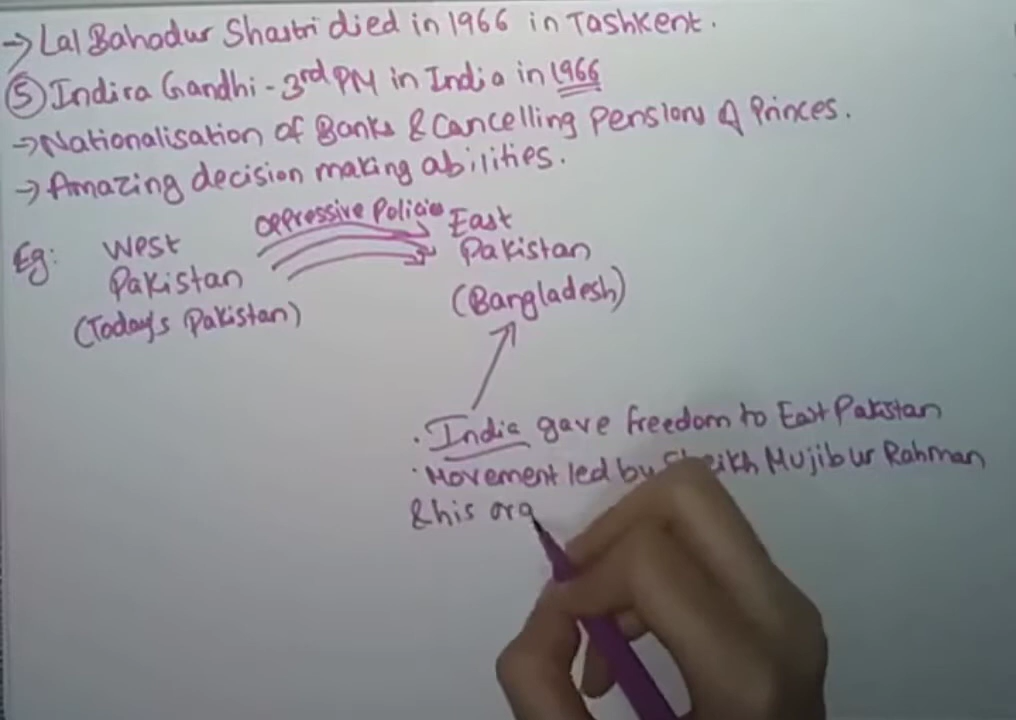 → Lal Bahadur Shastri died in 1966 in Tashkent.
⑤ Indira Gandhi - 3rd PM in India in 1966
→ Nationalisation of Banks & Cancelling Pensions of Princes.
→ Amazing decision making abilities.
Eg: West Pakistan (Today's Pakistan)
oppressive Policies
East Pakistan (Bangladesh)
. India gave freedom to East Pakistan
. Movement led by Sheikh Mujibur Rahman
& his org